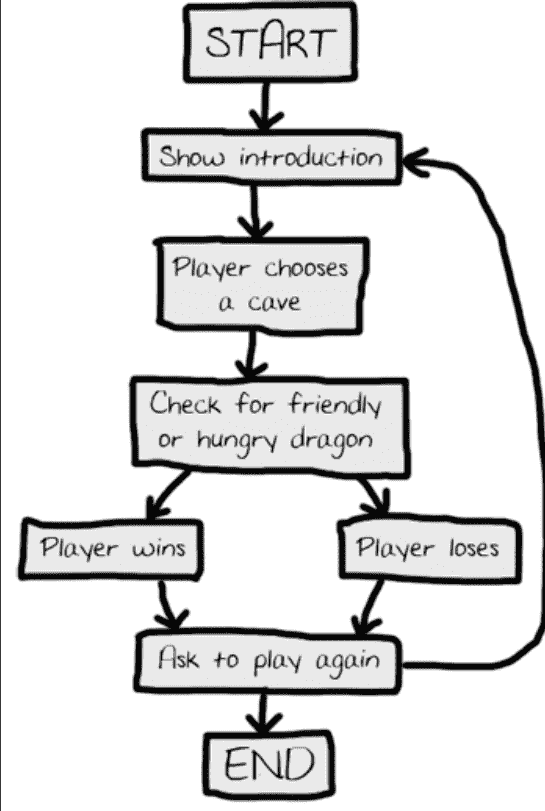 START
Show introduction
Player chooses
a cave
Check for friendly
or hungry dragon
Player wins
Player loses
Ask to play again
END